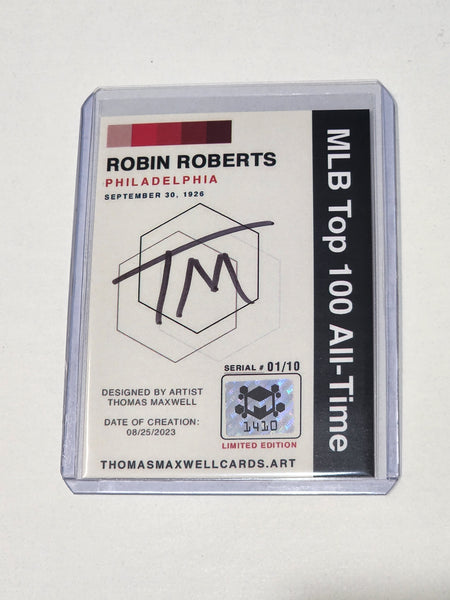 ROBIN ROBERTS
PHILADELPHIA
SEPTEMBER 30, 1926
TM
SERIAL # 01/10
DESIGNED BY ARTIST
THOMAS MAXWELL
DATE OF CREATION:
08/25/2023
M
1410
LIMITED EDITION
THOMASMAXWELLCARDS.ART
MLB Top 100 All-Time